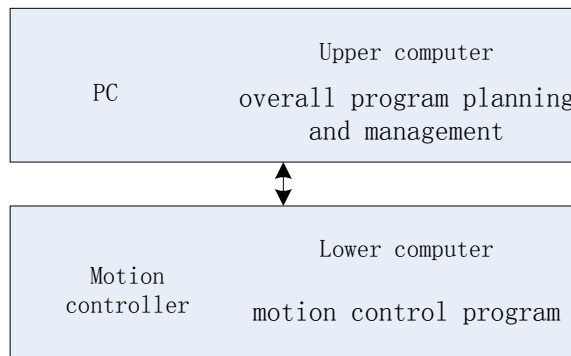 PC
Upper computer
overall program planning
and management
Motion
controller
Lower computer
motion control program